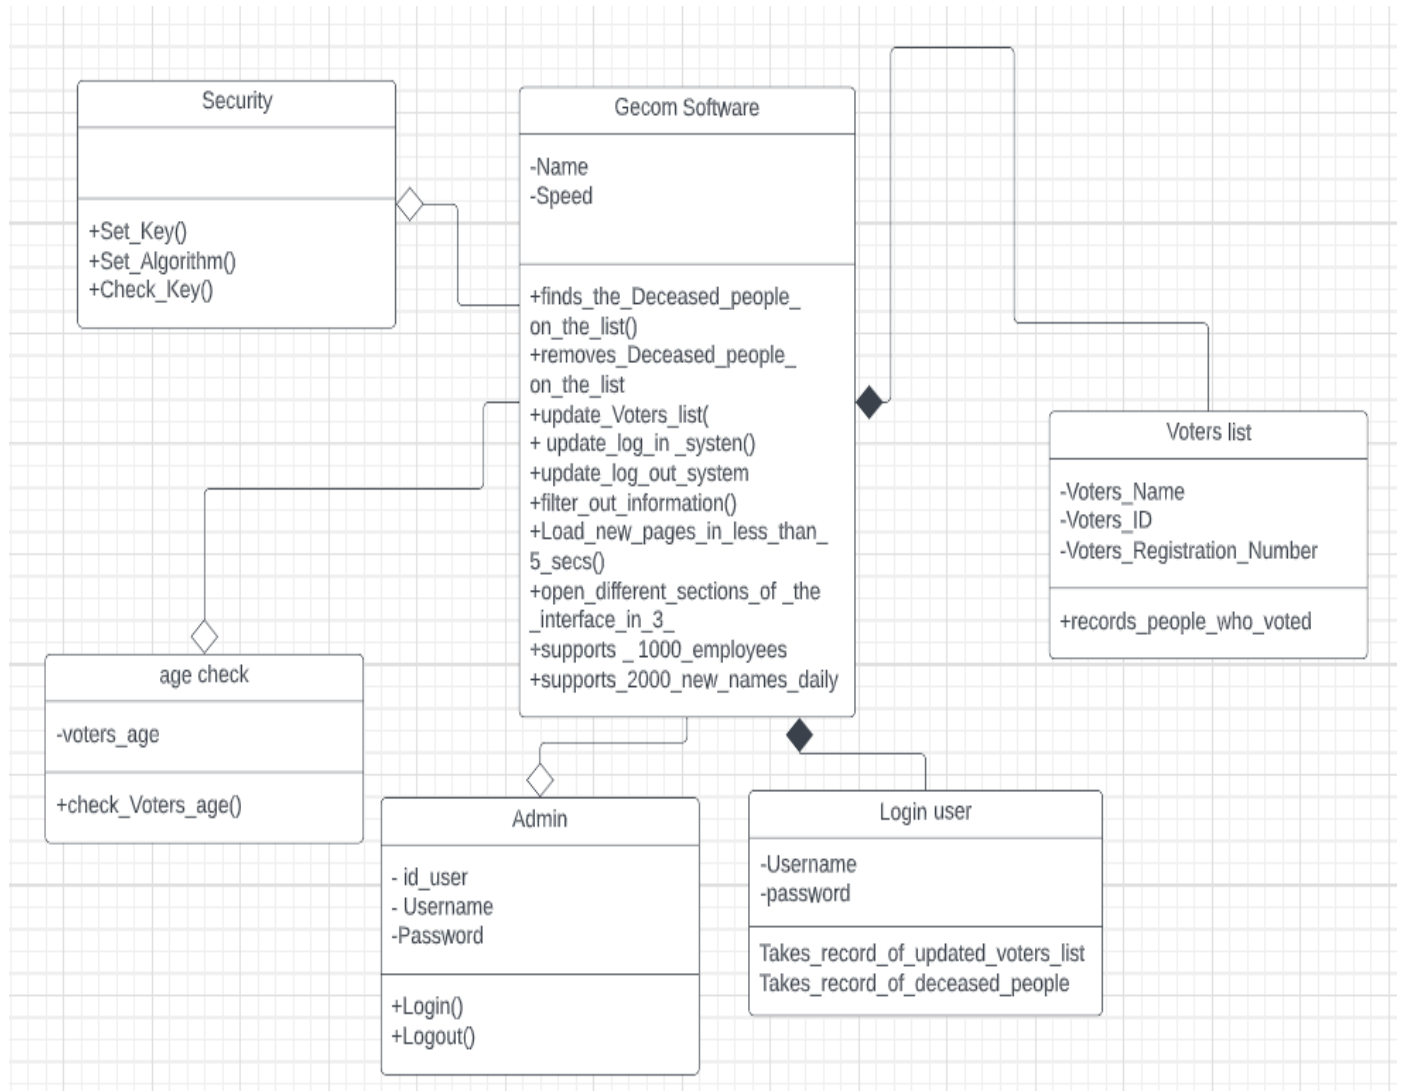 Security
+Set_Key()
+Set_Algorithm()
+Check_Key()
Gecom Software
-Name
-Speed
+finds_the_Deceased_people_
on_the_list()
+removes_Deceased_people_
on_the_list
+update_Voters_list(
+ update_log_in _systen()
+update_log_out_system
+filter_out_information()
+Load_new_pages_in_less_than_
5_secs()
+open_different_sections_of _the
_interface_in_3_
+supports _ 1000_employees
+supports_2000_new_names_daily
Voters list
-Voters_Name
-Voters_ID
-Voters_Registration_Number
+records_people_who_voted
age check
-voters_age
+check_Voters_age()
Admin
- id_user
- Username
-Password
+Login()
+Logout()
Login user
-Username
-password
Takes_record_of_updated_voters_list
Takes_record_of_deceased_people